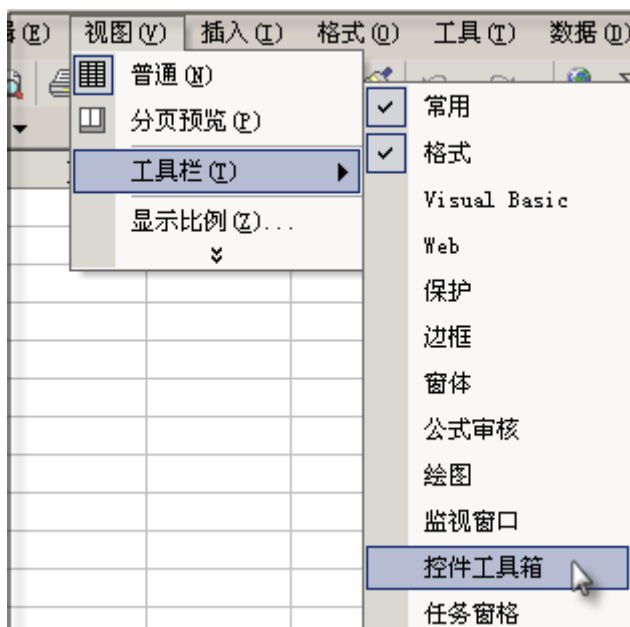 (E) 视图(V) 插入(I) 格式(O) 工具(T) 数据(D)
普通(N)
分页预览(P)
工具栏(T)
显示比例(Z)...
常用
格式
Visual Basic
Web
保护
边框
窗体
公式审核
绘图
监视窗口
控件工具箱
任务窗格